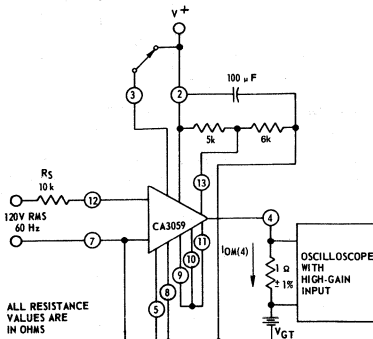 V+
100 μF
3
2
5k
6k
RS
10k
13
12
4
120V RMS
60 Hz
CA3059
7
11
IOM(4)
10
9
8
5
1 Ω
± 1%
OSCILLOSCOPE
WITH
HIGH-GAIN
INPUT
VGT
ALL RESISTANCE
VALUES ARE
IN OHMS